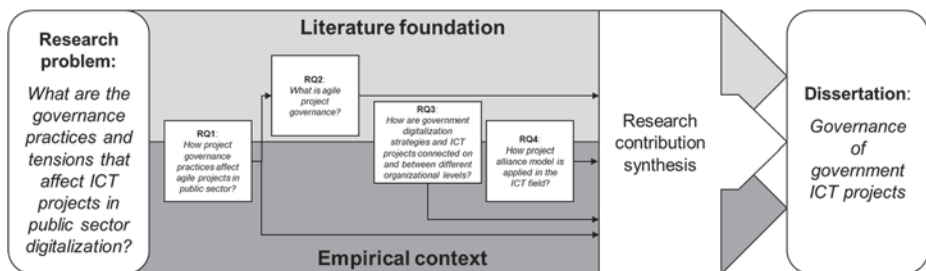 Research
problem:
What are the
governance
practices and
tensions that
affect ICT
projects in
public sector
digitalization?
Literature foundation
RQ1:
How project
governance
practices affect
agile projects in
public sector?
RQ2:
What is agile
project
governance?
RQ3:
How are government
digitalization
strategies and ICT
projects connected on
and between different
organizational levels?
RQ4:
How project
alliance model is
applied in the
ICT field?
Empirical context
Research
contribution
synthesis
Dissertation:
Governance
of
government
ICT projects